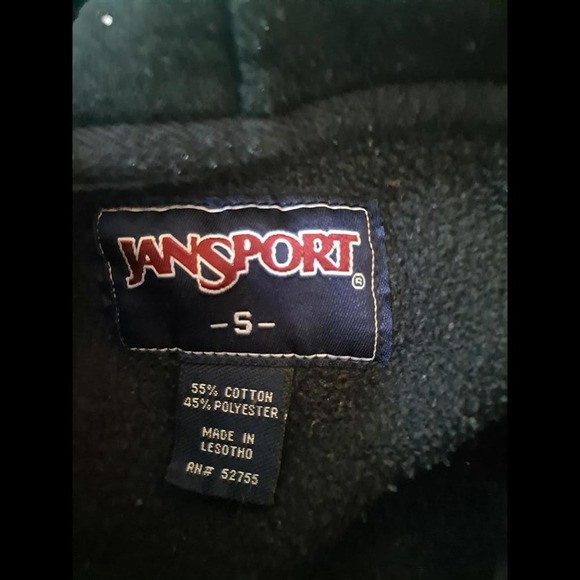 JANSPORT®
-S-
55% COTTON
45% POLYESTER
MADE IN
LESOTHO
RN# 52755